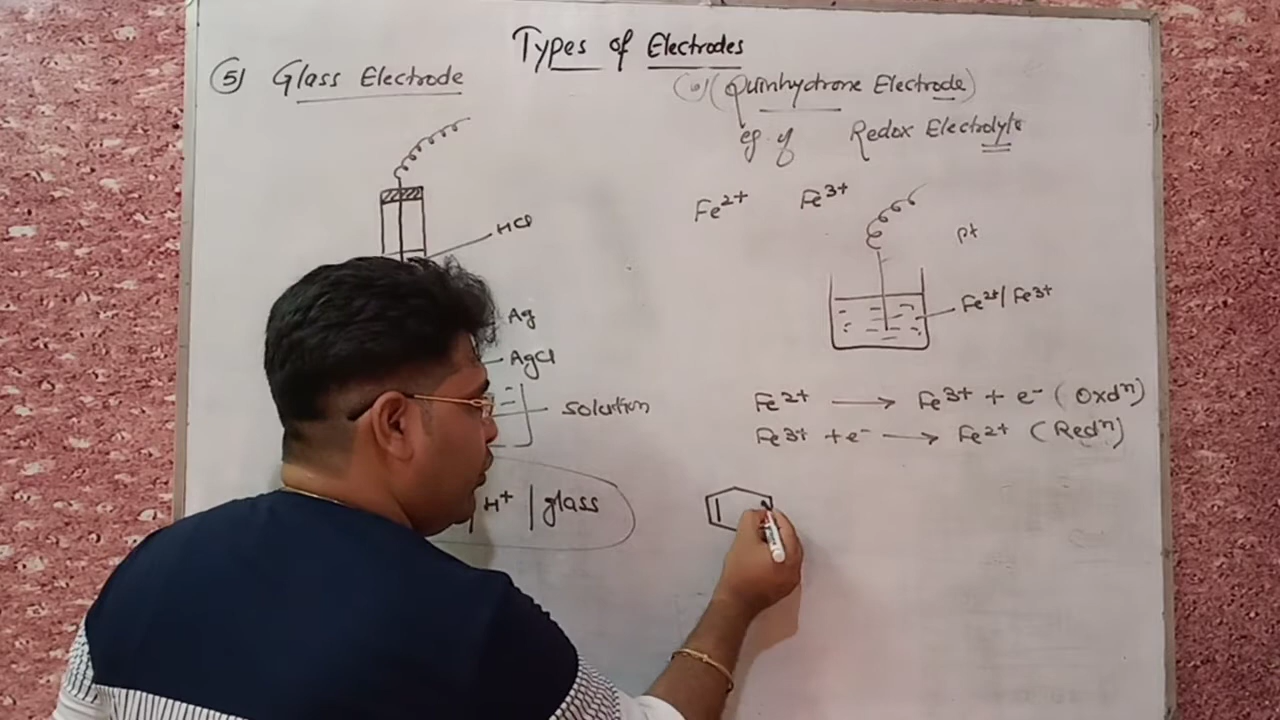 Types of Electrodes
5) Glass Electrode
HCl
Ag
AgCl
solution
H+ | glass
(6) (Quinhydrone Electrode)
eg. of Redox Electrolyte
Fe2+ Fe3+
pt
Fe2+/Fe3+
Fe2+ → Fe3+ + e- (Oxdn)
Fe3+ + e- → Fe2+ (Redn)